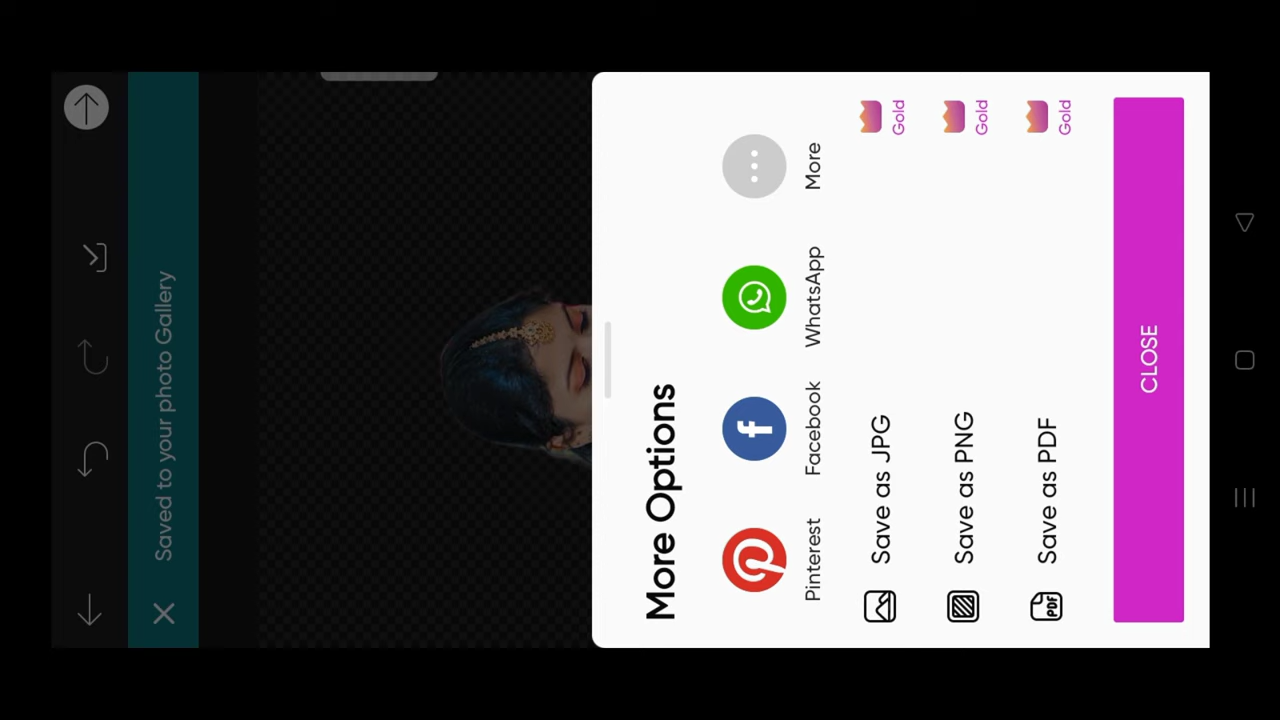 Saved to your photo Gallery
More Options
Pinterest
Facebook
WhatsApp
More
Save as JPG
Gold
Save as PNG
Gold
PDF
Save as PDF
Gold
CLOSE